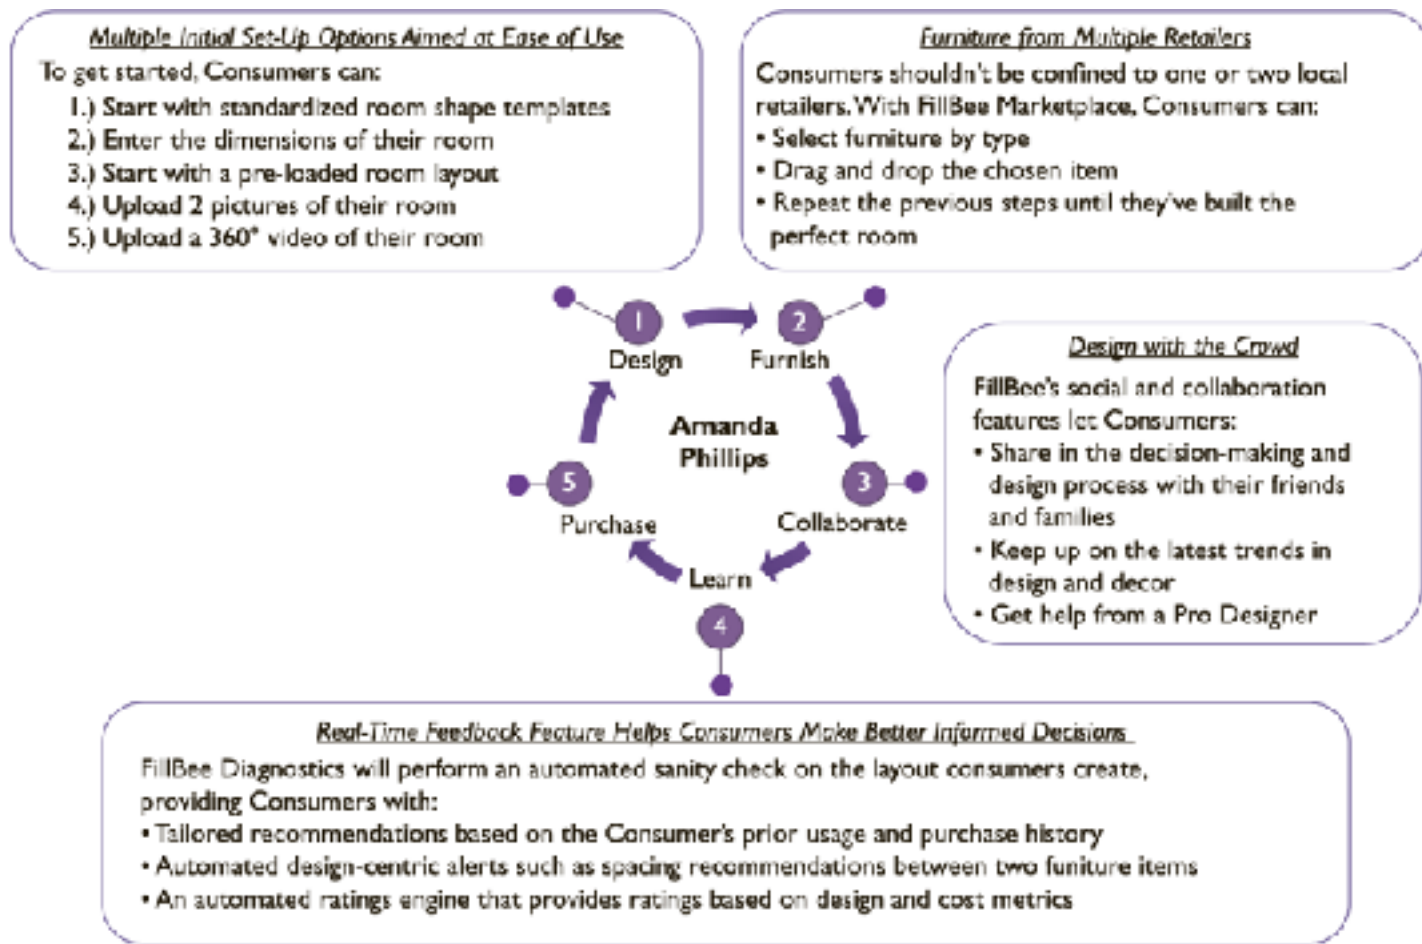 Multiple Initial Set-Up Options Aimed at Ease of Use
To get started, Consumers can:
1.) Start with standardized room shape templates
2.) Enter the dimensions of their room
3.) Start with a pre-loaded room layout
4.) Upload 2 pictures of their room
5.) Upload a 360° video of their room
Furniture from Multiple Retailers
Consumers shouldn't be confined to one or two local
retailers. With FillBee Marketplace, Consumers can:
• Select furniture by type
• Drag and drop the chosen item
• Repeat the previous steps until they've built the
perfect room
1
Design
2
Furnish
Amanda
Phillips
3
Collaborate
5
Purchase
Learn
4
Design with the Crowd
FillBee's social and collaboration
features let Consumers:
• Share in the decision-making and
design process with their friends
and families
• Keep up on the latest trends in
design and decor
• Get help from a Pro Designer
Real-Time Feedback Feature Helps Consumers Make Better Informed Decisions
FillBee Diagnostics will perform an automated sanity check on the layout consumers create,
providing Consumers with:
• Tailored recommendations based on the Consumer's prior usage and purchase history
• Automated design-centric alerts such as spacing recommendations between two funiture items
• An automated ratings engine that provides ratings based on design and cost metrics